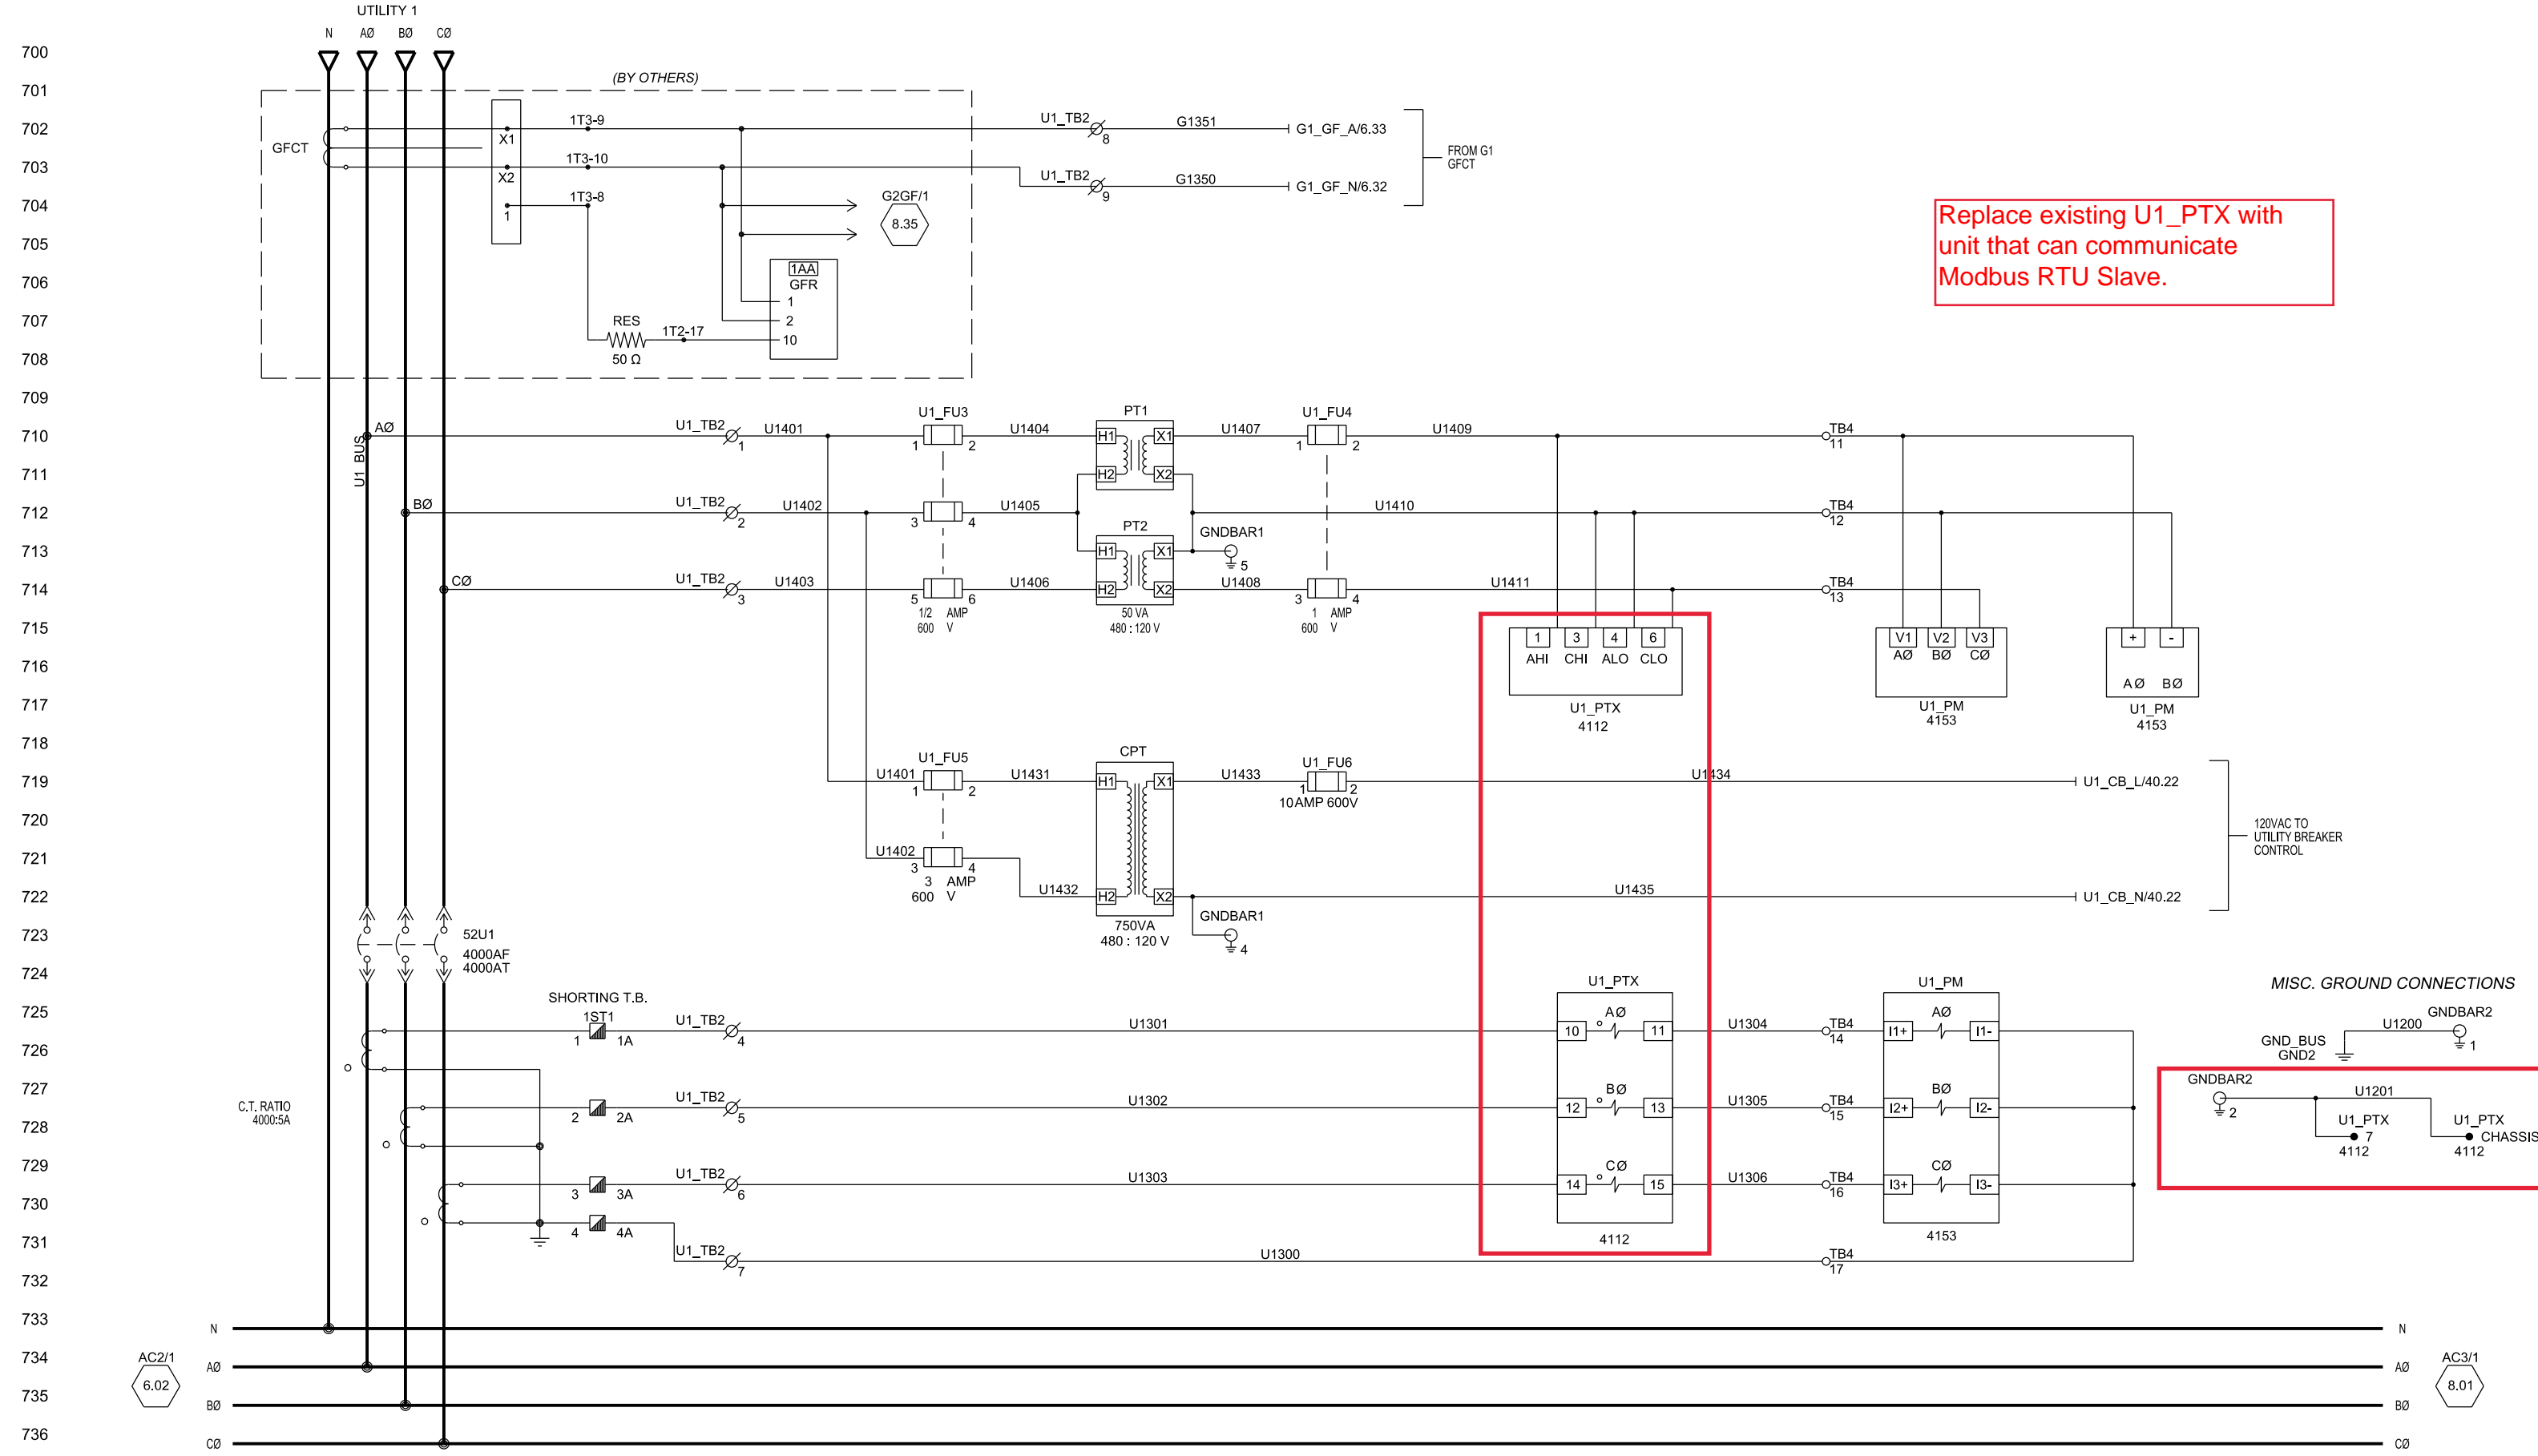 UTILITY 1
N AØ BØ CØ
700
701
702
703
704
705
706
707
708
709
710
711
712
713
714
715
716
717
718
719
720
721
722
723
724
725
726
727
728
729
730
731
732
733
734
735
736
(BY OTHERS)
GFCT
X1
X2
1
1T3-9
1T3-10
1T3-8
RES
50 Ω
1T2-17
G2GF/1
8.35
1AA
GFR
1
2
10
U1_TB2
8
G1351
G1_GF_A/6.33
U1_TB2
9
G1350
G1_GF_N/6.32
FROM G1
GFCT
Replace existing U1_PTX with
unit that can communicate
Modbus RTU Slave.
U1 BUS
AØ
U1_TB2
1
U1401
U1_FU3
1 2
U1404
PT1
H1 X1
H2 X2
U1407
U1_FU4
1 2
U1409
TB4
11
BØ
U1_TB2
2
U1402
3 4
U1405
U1410
TB4
12
PT2
H1 X1
H2 X2
GNDBAR1
5
CØ
U1_TB2
3
U1403
5 6
1/2 AMP
600 V
U1406
50 VA
480 : 120 V
U1408
3 4
1 AMP
600 V
U1411
TB4
13
1 3 4 6
AHI CHI ALO CLO
U1_PTX
4112
V1 V2 V3
AØ BØ CØ
U1_PM
4153
+ -
AØ BØ
U1_PM
4153
U1_FU5
U1401
1 2
U1431
CPT
H1 X1
U1433
U1_FU6
1 2
10AMP 600V
U1434
U1_CB_L/40.22
U1402
3 4
3 AMP
600 V
U1432
H2 X2
750VA
480 : 120 V
U1435
U1_CB_N/40.22
120VAC TO
UTILITY BREAKER
CONTROL
GNDBAR1
4
52U1
4000AF
4000AT
SHORTING T.B.
1ST1
1 1A
U1_TB2
4
U1301
U1_PTX
AØ
10 11
U1304
TB4
14
U1_PM
AØ
I1+ I1-
C.T. RATIO
4000:5A
2 2A
U1_TB2
5
U1302
BØ
12 13
U1305
TB4
15
BØ
I2+ I2-
3 3A
U1_TB2
6
U1303
CØ
14 15
U1306
TB4
16
CØ
I3+ I3-
4 4A
4112
4153
U1_TB2
7
U1300
TB4
17
MISC. GROUND CONNECTIONS
GNDBAR2
U1200
1
GND_BUS
GND2
GNDBAR2
2
U1201
U1_PTX
7
4112
U1_PTX
CHASSIS
4112
N N
AC2/1
6.02
AØ AØ
AC3/1
8.01
BØ BØ
CØ CØ